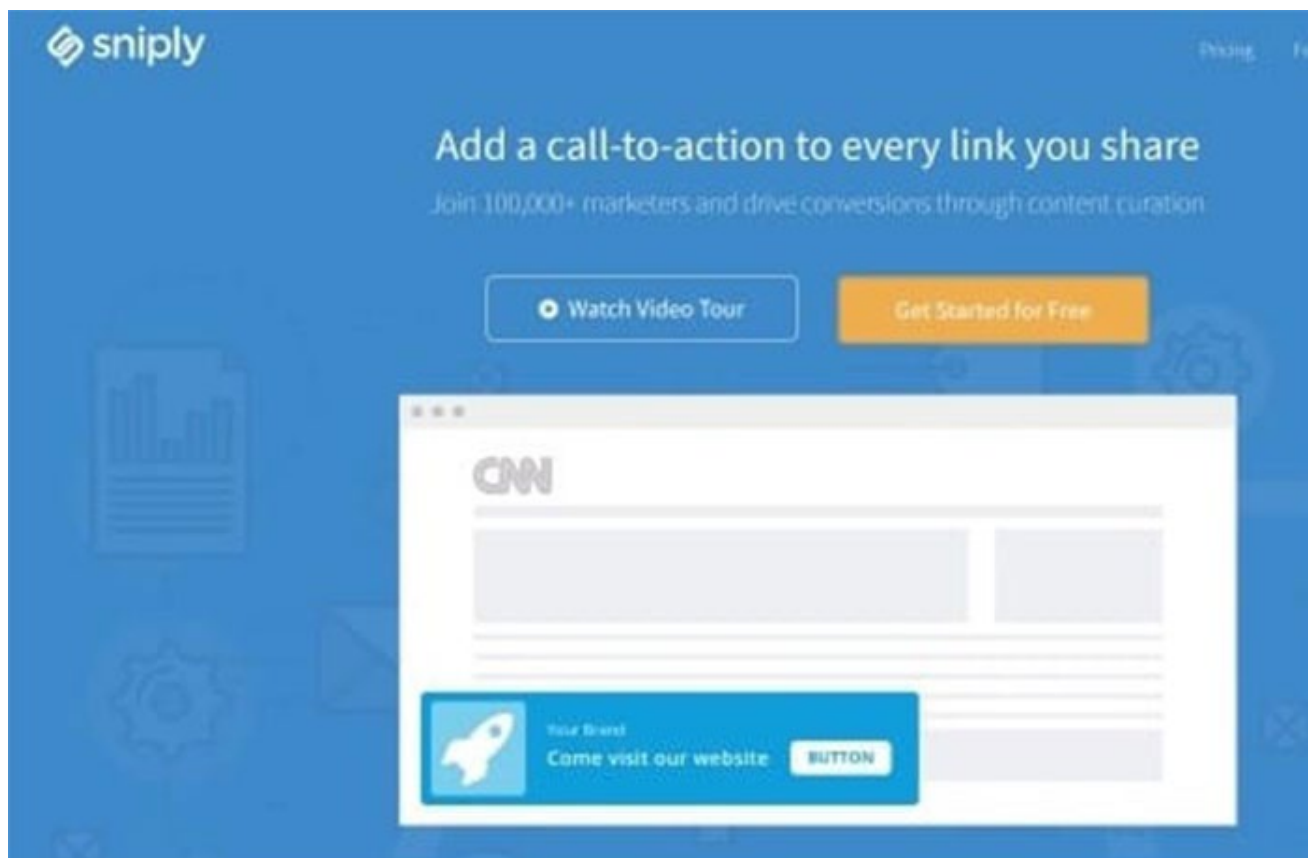 sniply
Pricing
Add a call-to-action to every link you share
Join 100,000+ marketers and drive conversions through content curation
Watch Video Tour
Get Started for Free
CNN
Your Brand
Come visit our website
BUTTON